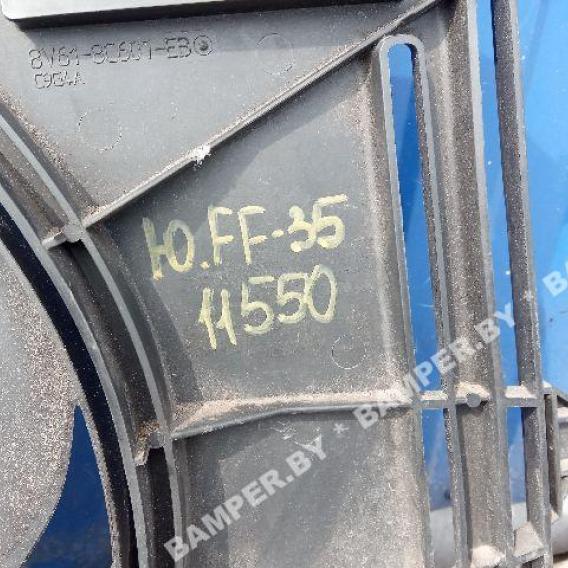 8V61-8C607-EB
C9G4A
Ю.FF-35
11550
BAMPER.BY * BAMPER.BY * BAMPER.BY